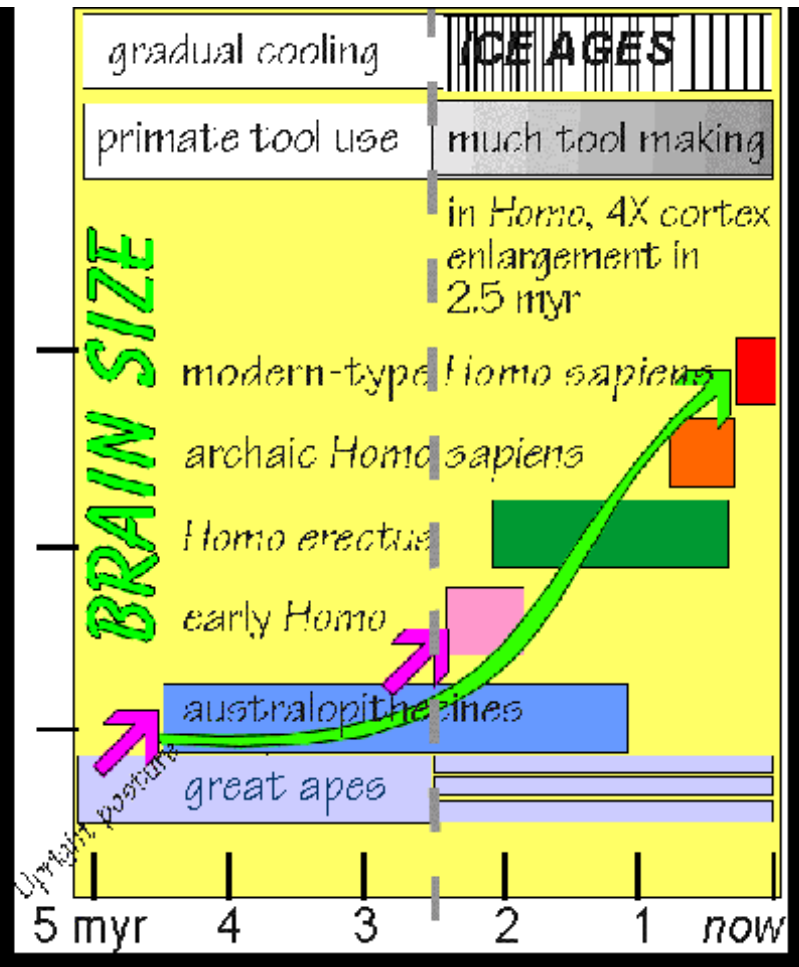 gradual cooling
ICE AGES
primate tool use
much tool making
in Homo, 4X cortex
enlargement in
2.5 myr
BRAIN SIZE
modern-type Homo sapiens
archaic Homo sapiens
Homo erectus
early Homo
australopithecines
great apes
Upright posture
5 myr 4 3 2 1 now